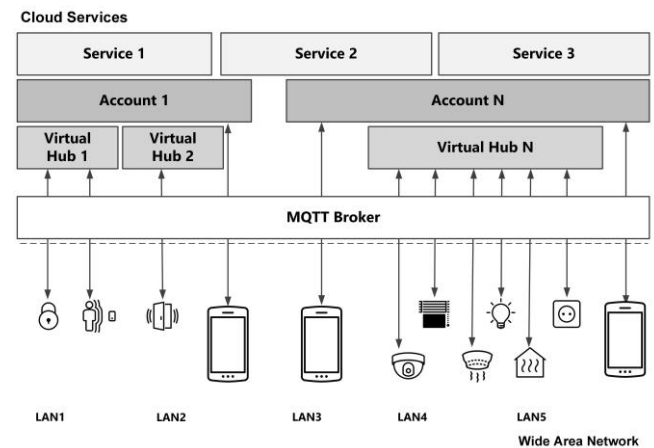 Cloud Services
Service 1
Service 2
Service 3
Account 1
Account N
Virtual
Hub 1
Virtual
Hub 2
Virtual Hub N
MQTT Broker
LAN1
LAN2
LAN3
LAN4
LAN5
Wide Area Network